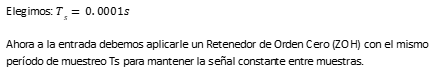 Elegimos: T_s = 0.0001s
Ahora a la entrada debemos aplicarle un Retenedor de Orden Cero (ZOH) con el mismo
período de muestreo Ts para mantener la señal constante entre muestras.